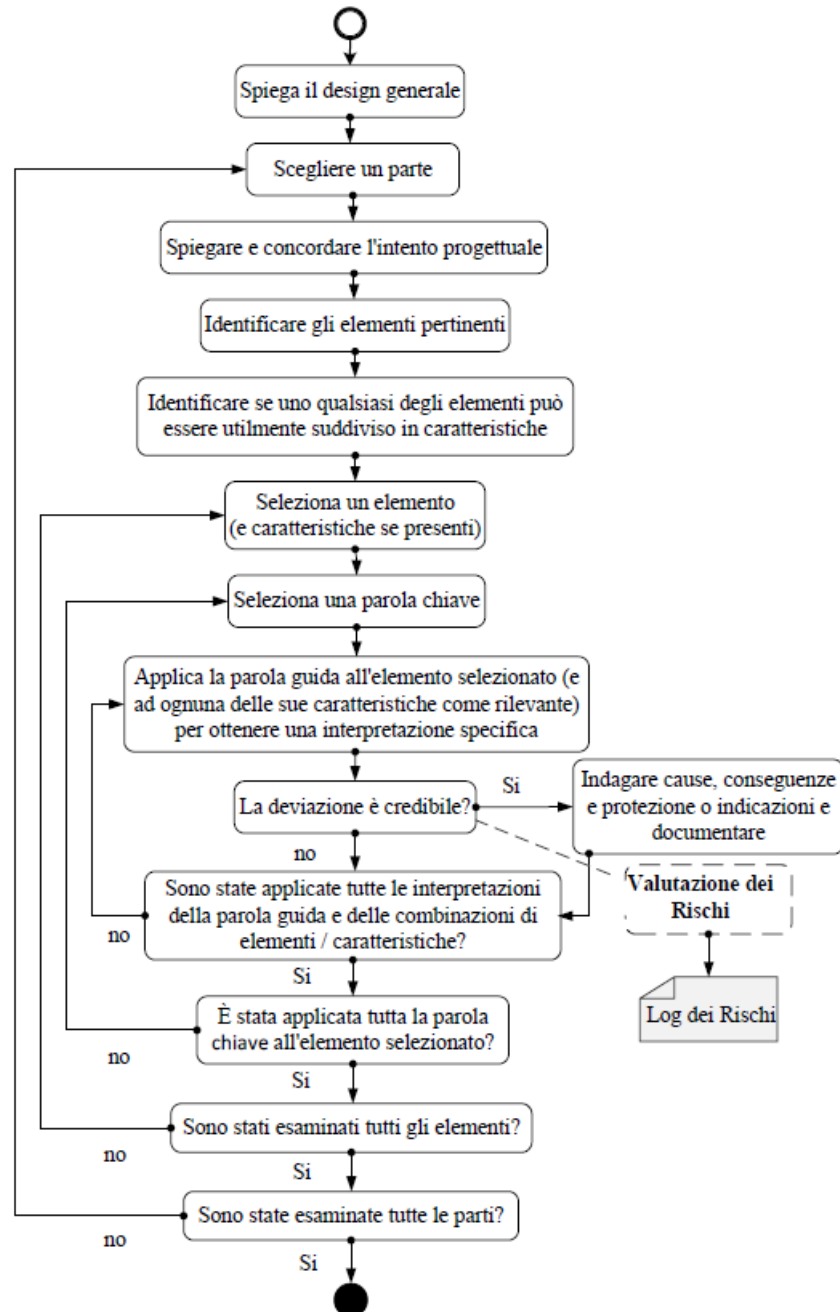 Spiega il design generale
Scegliere un parte
Spiegare e concordare l'intento progettuale
Identificare gli elementi pertinenti
Identificare se uno qualsiasi degli elementi può
essere utilmente suddiviso in caratteristiche
Seleziona un elemento
(e caratteristiche se presenti)
Seleziona una parola chiave
Applica la parola guida all'elemento selezionato (e
ad ognuna delle sue caratteristiche come rilevante)
per ottenere una interpretazione specifica
La deviazione è credibile?
Si
Indagare cause, conseguenze
e protezione o indicazioni e
documentare
no
Valutazione dei
Rischi
Log dei Rischi
Sono state applicate tutte le interpretazioni
della parola guida e delle combinazioni di
elementi / caratteristiche?
no
Si
È stata applicata tutta la parola
chiave all'elemento selezionato?
no
Si
Sono stati esaminati tutti gli elementi?
no
Si
Sono state esaminate tutte le parti?
no
Si